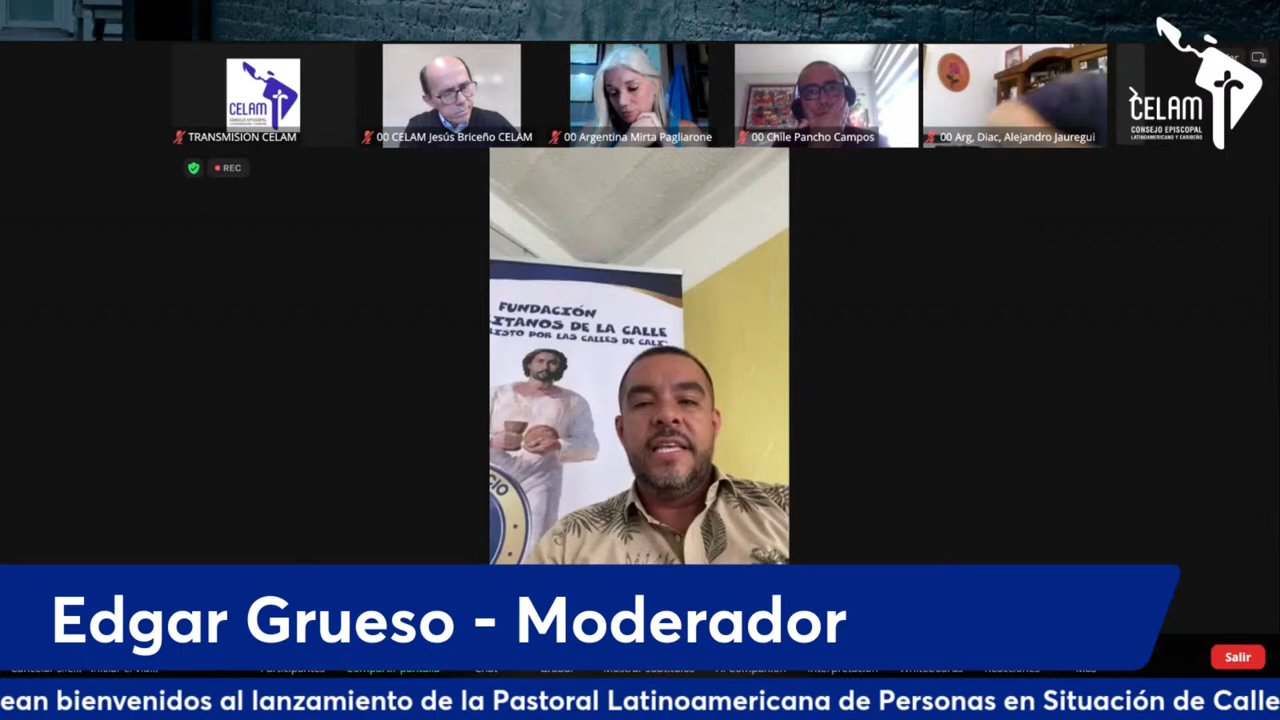 CELAM
TRANSMISION CELAM
00 CELAM Jesús Briceño CELAM
00 Argentina Mirta Pagliarone
00 Chile Pancho Campos
00 Arg, Diac, Alejandro Jauregui
CELAM
CONSEJO EPISCOPAL
LATINOAMERICANO Y CARIBEÑO
REC
FUNDACIÓN
ITANOS DE LA CALLE
ISTO POR LAS CALLES DE CALI"
CIO
Edgar Grueso - Moderador
Salir
ean bienvenidos al lanzamiento de la Pastoral Latinoamericana de Personas en Situación de Calle